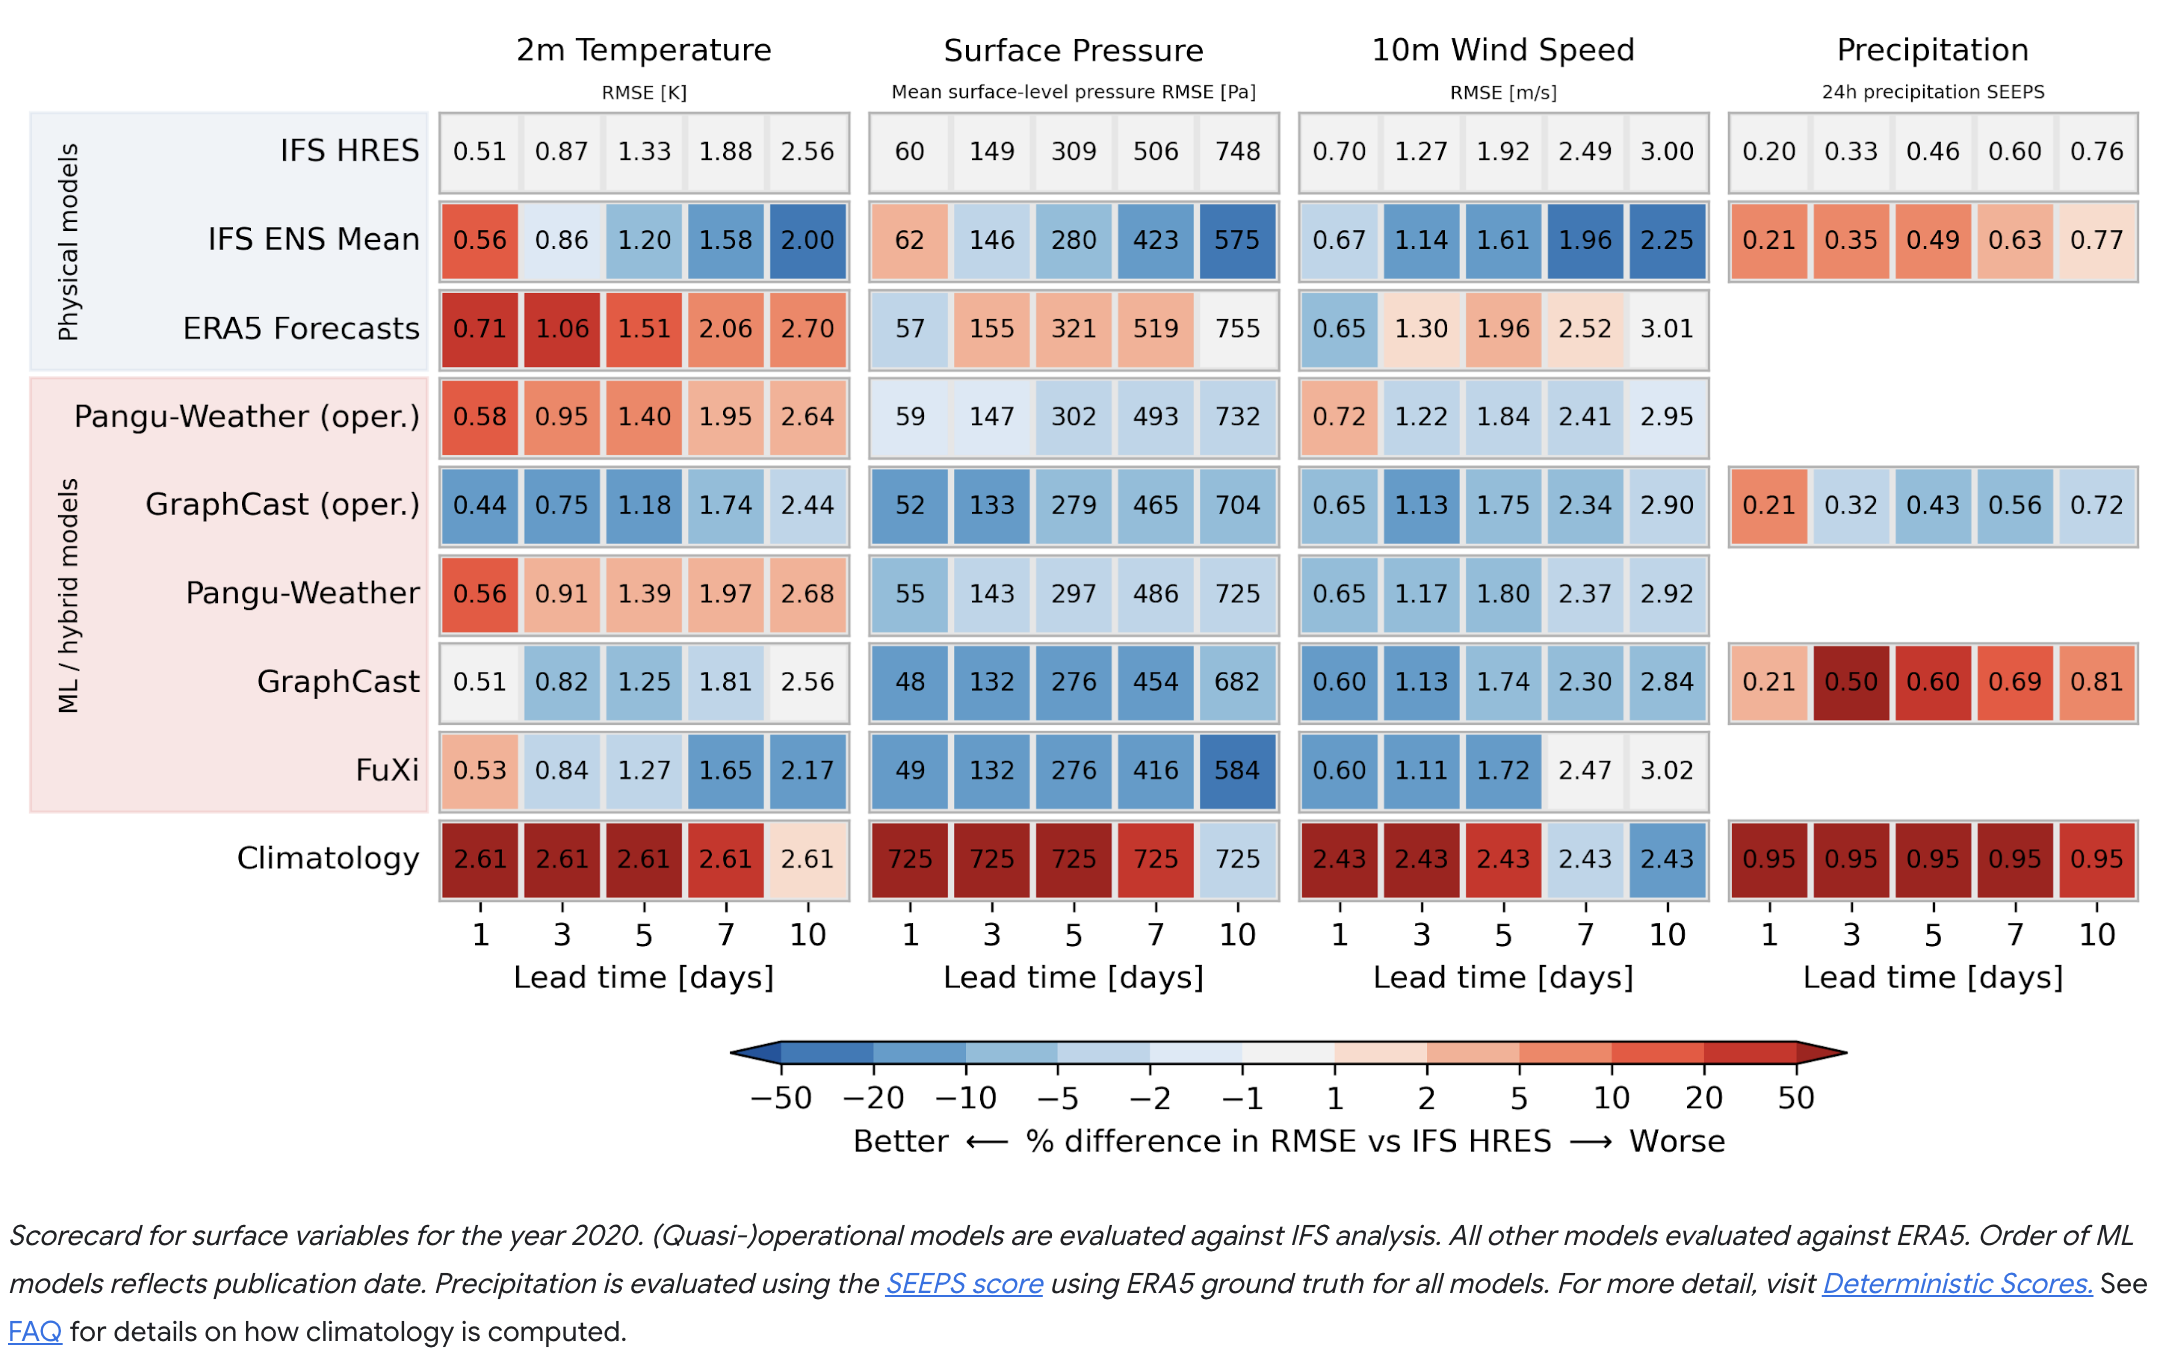 2m Temperature Surface Pressure 10m Wind Speed Precipitation
RMSE [K] Mean surface-level pressure RMSE [Pa] RMSE [m/s] 24h precipitation SEEPS
Physical models
IFS HRES 0.51 0.87 1.33 1.88 2.56 60 149 309 506 748 0.70 1.27 1.92 2.49 3.00 0.20 0.33 0.46 0.60 0.76
IFS ENS Mean 0.56 0.86 1.20 1.58 2.00 62 146 280 423 575 0.67 1.14 1.61 1.96 2.25 0.21 0.35 0.49 0.63 0.77
ERA5 Forecasts 0.71 1.06 1.51 2.06 2.70 57 155 321 519 755 0.65 1.30 1.96 2.52 3.01
ML / hybrid models
Pangu-Weather (oper.) 0.58 0.95 1.40 1.95 2.64 59 147 302 493 732 0.72 1.22 1.84 2.41 2.95
GraphCast (oper.) 0.44 0.75 1.18 1.74 2.44 52 133 279 465 704 0.65 1.13 1.75 2.34 2.90 0.21 0.32 0.43 0.56 0.72
Pangu-Weather 0.56 0.91 1.39 1.97 2.68 55 143 297 486 725 0.65 1.17 1.80 2.37 2.92
GraphCast 0.51 0.82 1.25 1.81 2.56 48 132 276 454 682 0.60 1.13 1.74 2.30 2.84 0.21 0.50 0.60 0.69 0.81
FuXi 0.53 0.84 1.27 1.65 2.17 49 132 276 416 584 0.60 1.11 1.72 2.47 3.02
Climatology 2.61 2.61 2.61 2.61 2.61 725 725 725 725 725 2.43 2.43 2.43 2.43 2.43 0.95 0.95 0.95 0.95 0.95
1 3 5 7 10 1 3 5 7 10 1 3 5 7 10 1 3 5 7 10
Lead time [days] Lead time [days] Lead time [days] Lead time [days]
−50 −20 −10 −5 −2 −1 1 2 5 10 20 50
Better ⟵ % difference in RMSE vs IFS HRES ⟶ Worse
Scorecard for surface variables for the year 2020. (Quasi-)operational models are evaluated against IFS analysis. All other models evaluated against ERA5. Order of ML
models reflects publication date. Precipitation is evaluated using the SEEPS score using ERA5 ground truth for all models. For more detail, visit Deterministic Scores. See
FAQ for details on how climatology is computed.